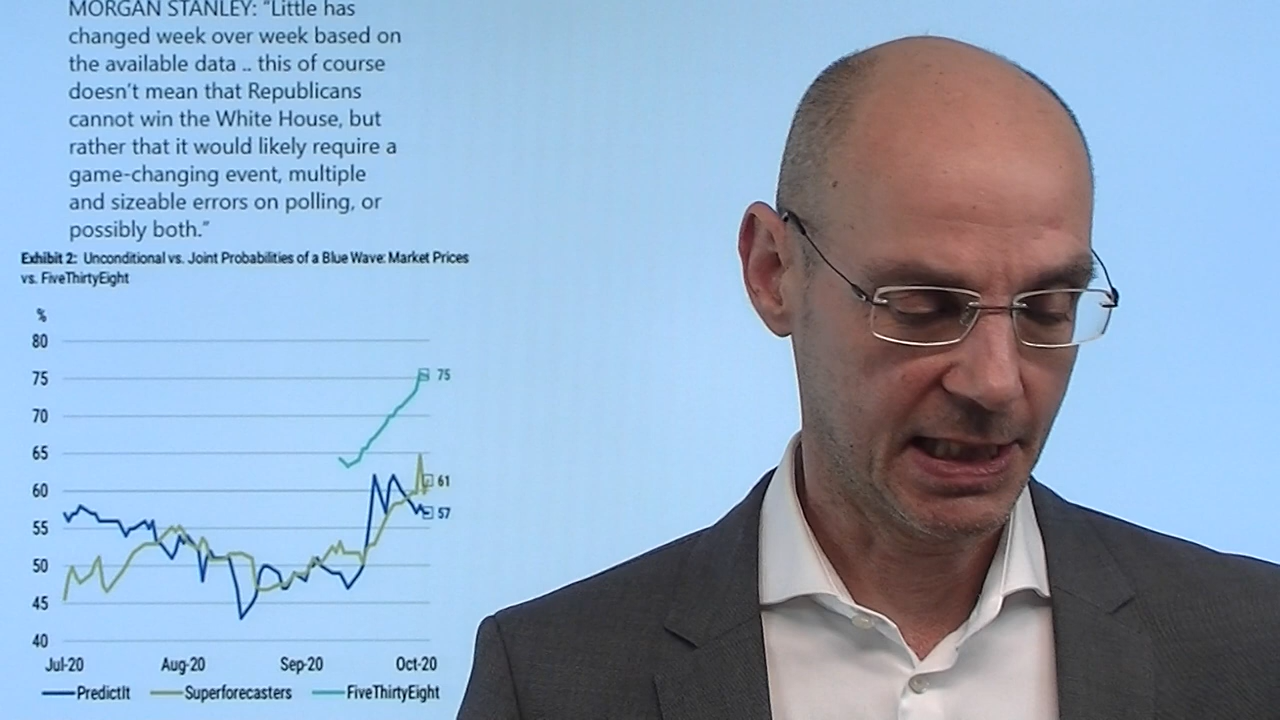 MORGAN STANLEY: "Little has
changed week over week based on
the available data .. this of course
doesn't mean that Republicans
cannot win the White House, but
rather that it would likely require a
game-changing event, multiple
and sizeable errors on polling, or
possibly both."
Exhibit 2: Unconditional vs. Joint Probabilities of a Blue Wave: Market Prices
vs. FiveThirtyEight
%
80
75
75
70
65
61
60
57
55
50
45
40
Jul-20 Aug-20 Sep-20 Oct-20
PredictIt Superforecasters FiveThirtyEight